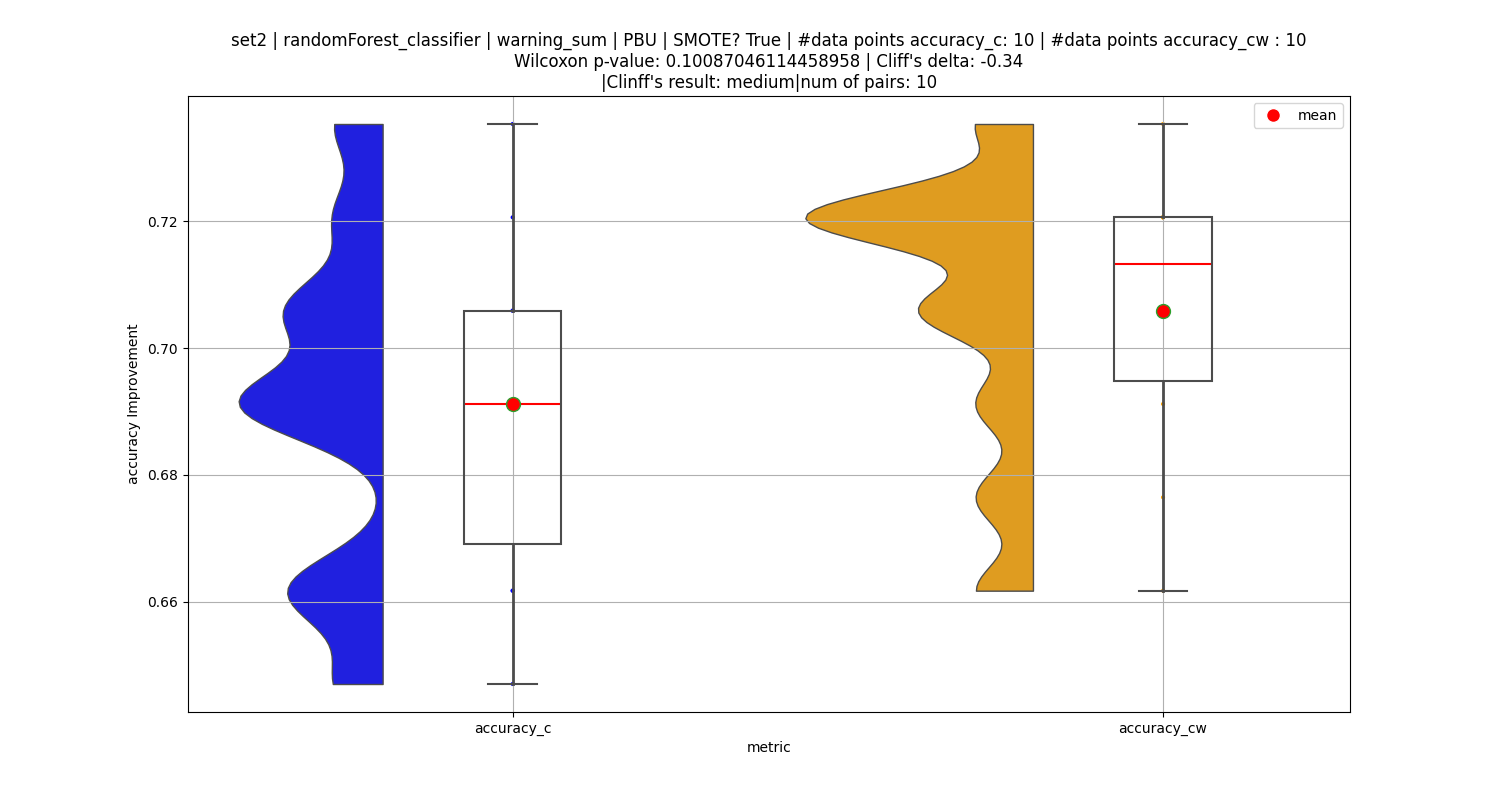 set2 | randomForest_classifier | warning_sum | PBU | SMOTE? True | #data points accuracy_c: 10 | #data points accuracy_cw : 10
Wilcoxon p-value: 0.10087046114458958 | Cliff's delta: -0.34
|Clinff's result: medium|num of pairs: 10
mean
accuracy Improvement
0.72
0.70
0.68
0.66
accuracy_c
accuracy_cw
metric